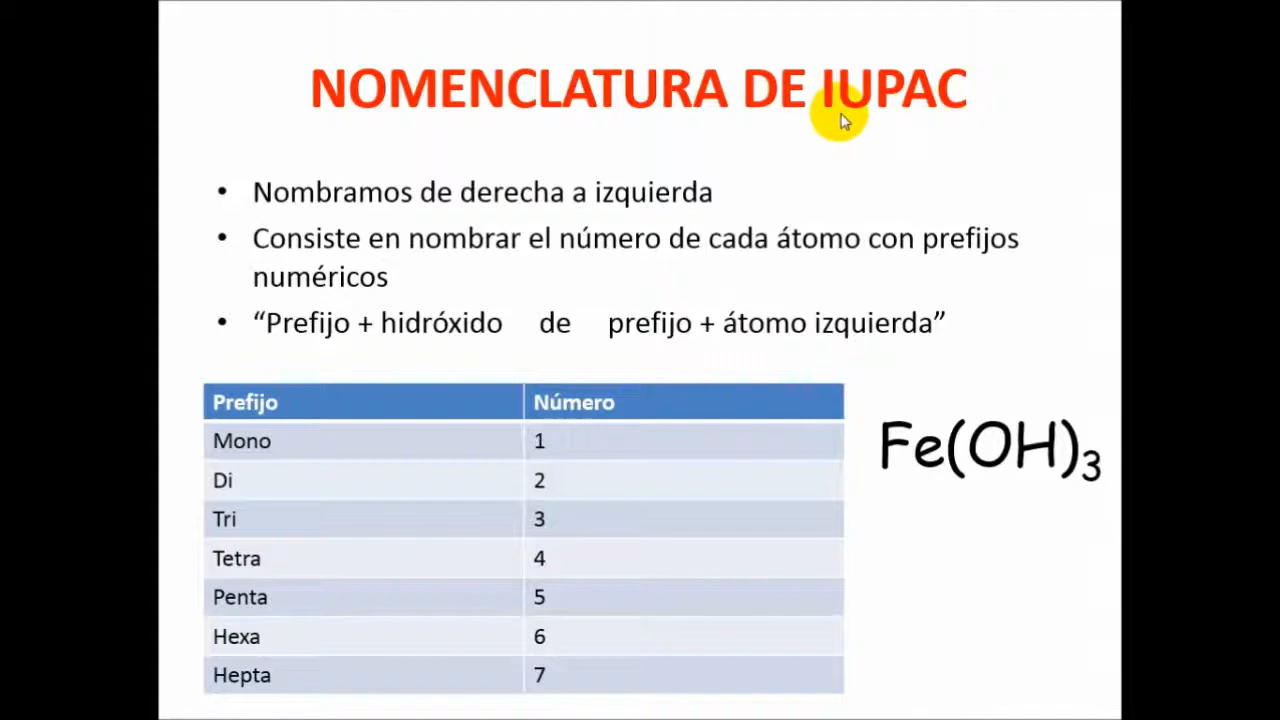 NOMENCLATURA DE IUPAC
• Nombramos de derecha a izquierda
• Consiste en nombrar el número de cada átomo con prefijos
numéricos
• “Prefijo + hidróxido de prefijo + átomo izquierda”
Prefijo Número
Mono 1
Di 2
Tri 3
Tetra 4
Penta 5
Hexa 6
Hepta 7
Fe(OH)₃